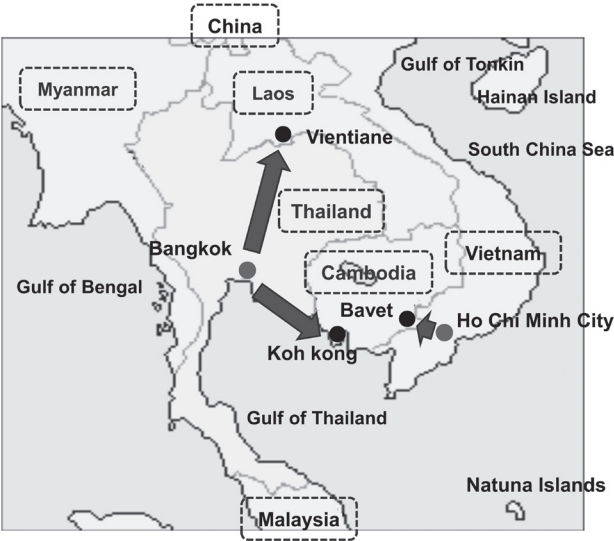 China
Gulf of Tonkin
Myanmar
Laos
Hainan Island
Vientiane
South China Sea
Thailand
Bangkok
Vietnam
Cambodia
Gulf of Bengal
Bavet
Ho Chi Minh City
Koh kong
Gulf of Thailand
Natuna Islands
Malaysia